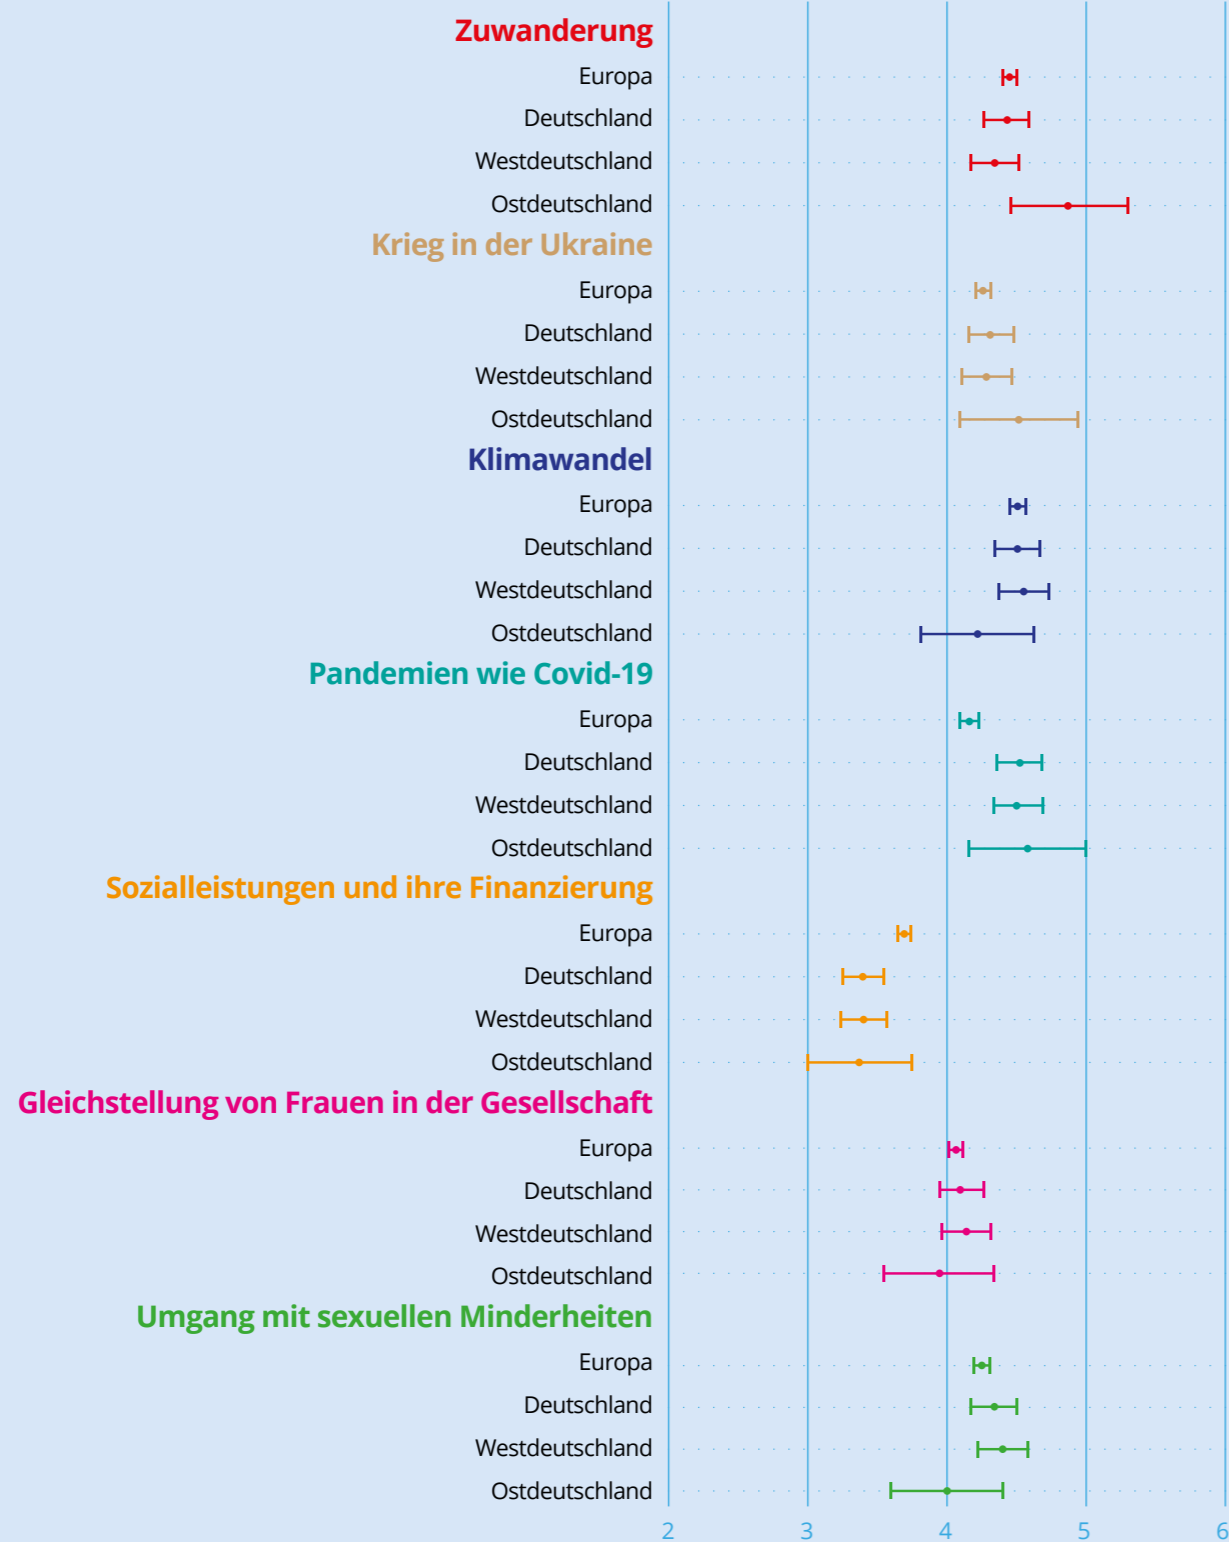 Zuwanderung
Europa
Deutschland
Westdeutschland
Ostdeutschland
Krieg in der Ukraine
Europa
Deutschland
Westdeutschland
Ostdeutschland
Klimawandel
Europa
Deutschland
Westdeutschland
Ostdeutschland
Pandemien wie Covid-19
Europa
Deutschland
Westdeutschland
Ostdeutschland
Sozialleistungen und ihre Finanzierung
Europa
Deutschland
Westdeutschland
Ostdeutschland
Gleichstellung von Frauen in der Gesellschaft
Europa
Deutschland
Westdeutschland
Ostdeutschland
Umgang mit sexuellen Minderheiten
Europa
Deutschland
Westdeutschland
Ostdeutschland
2 3 4 5 6